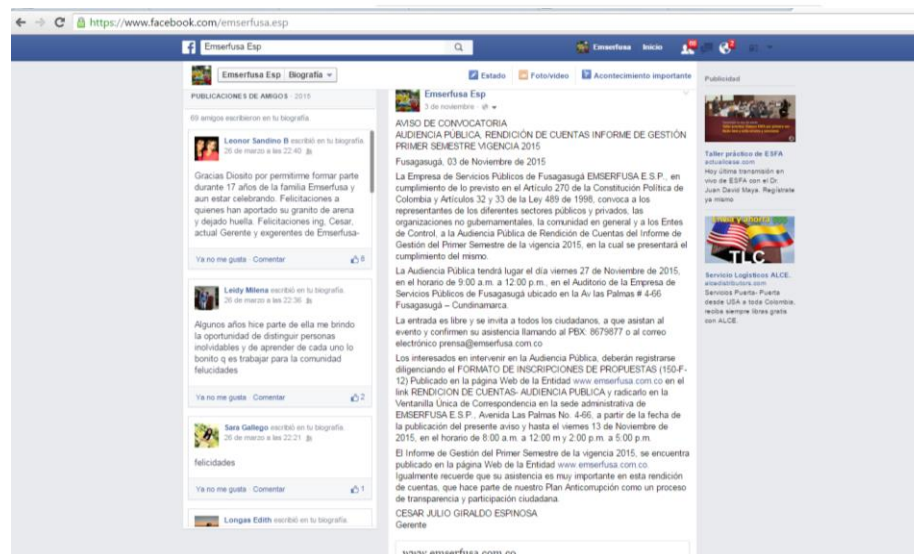 https://www.facebook.com/emserfusa.esp
Emserfusa Esp
Emserfusa Inicio
Emserfusa Esp Biografía
Estado Foto/video Acontecimiento importante
PUBLICACIONES DE AMIGOS · 2015
69 amigos escribieron en tu biografía.
Leonor Sandino B escribió en tu biografía.
26 de marzo a las 22:40
Gracias Diosito por permitirme formar parte
durante 17 años de la familia Emserfusa y
aun estar celebrando. Felicitaciones a
quienes han aportado su granito de arena
y dejado huella. Felicitaciones ing. Cesar,
actual Gerente y exgerentes de Emserfusa-
Ya no me gusta · Comentar 8
Leidy Milena escribió en tu biografía.
26 de marzo a las 22:36
Algunos años hice parte de ella me brindo
la oportunidad de distinguir personas
inolvidables y de aprender de cada uno lo
bonito q es trabajar para la comunidad
felucidades
Ya no me gusta · Comentar 2
Sara Gallego escribió en tu biografía.
26 de marzo a las 22:21
felicidades
Ya no me gusta · Comentar 1
Longas Edith escribió en tu biografía.
Emserfusa Esp
3 de noviembre
AVISO DE CONVOCATORIA
AUDIENCIA PÚBLICA, RENDICIÓN DE CUENTAS INFORME DE GESTIÓN
PRIMER SEMESTRE VIGENCIA 2015
Fusagasugá, 03 de Noviembre de 2015
La Empresa de Servicios Públicos de Fusagasugá EMSERFUSA E.S.P., en
cumplimiento de lo previsto en el Artículo 270 de la Constitución Política de
Colombia y Artículos 32 y 33 de la Ley 489 de 1998, convoca a los
representantes de los diferentes sectores públicos y privados, las
organizaciones no gubernamentales, la comunidad en general y a los Entes
de Control, a la Audiencia Pública de Rendición de Cuentas del Informe de
Gestión del Primer Semestre de la vigencia 2015, en la cual se presentará el
cumplimiento del mismo.
La Audiencia Pública tendrá lugar el día viernes 27 de Noviembre de 2015,
en el horario de 9:00 a.m. a 12:00 p.m., en el Auditorio de la Empresa de
Servicios Públicos de Fusagasugá ubicado en la Av las Palmas # 4-66
Fusagasugá – Cundinamarca.
La entrada es libre y se invita a todos los ciudadanos, a que asistan al
evento y confirmen su asistencia llamando al PBX: 8679877 o al correo
electrónico prensa@emserfusa.com.co
Los interesados en intervenir en la Audiencia Pública, deberán registrarse
diligenciando el FORMATO DE INSCRIPCIONES DE PROPUESTAS (150-F-
12) Publicado en la página Web de la Entidad www.emserfusa.com.co en el
link RENDICION DE CUENTAS- AUDIENCIA PUBLICA y radicarlo en la
Ventanilla Única de Correspondencia en la sede administrativa de
EMSERFUSA E.S.P., Avenida Las Palmas No. 4-66, a partir de la fecha de
la publicación del presente aviso y hasta el viernes 13 de Noviembre de
2015, en el horario de 8:00 a.m. a 12:00 m y 2:00 p.m. a 5:00 p.m.
El Informe de Gestión del Primer Semestre de la vigencia 2015, se encuentra
publicado en la página Web de la Entidad www.emserfusa.com.co.
Igualmente recuerde que su asistencia es muy importante en esta rendición
de cuentas, que hace parte de nuestro Plan Anticorrupción como un proceso
de transparencia y participación ciudadana.
CESAR JULIO GIRALDO ESPINOSA
Gerente
www.emserfusa.com.co
Publicidad
Taller práctico de ESFA
actualicese.com
Hoy última transmisión en
vivo de ESFA con el Dr.
Juan David Maya. Regístrate
ya mismo
TLC
Servicio Logísticos ALCE.
alcedistributors.com
Servicios Puerta- Puerta
desde USA a toda Colombia,
reciba siempre libras gratis
con ALCE.